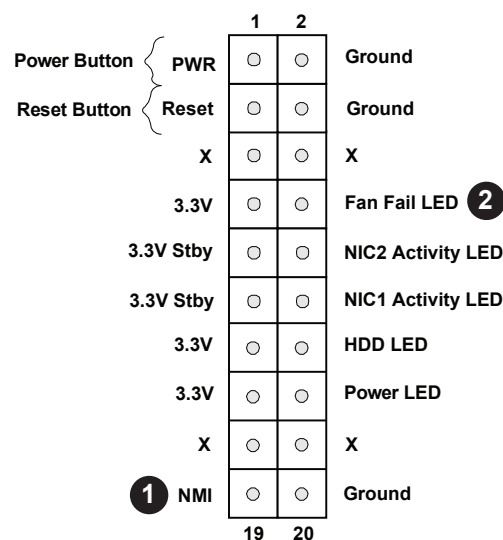 1 2
Power Button PWR Ground
Reset Button Reset Ground
X X
3.3V Fan Fail LED 2
3.3V Stby NIC2 Activity LED
3.3V Stby NIC1 Activity LED
3.3V HDD LED
3.3V Power LED
X X
1 NMI Ground
19 20